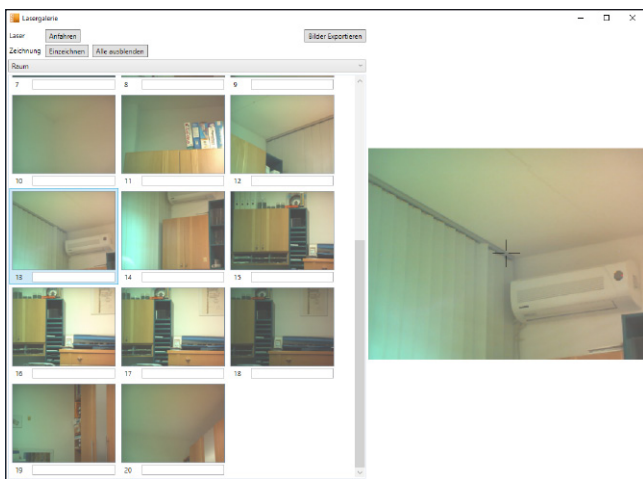 Lasergalerie
Laser Anfahren Bilder Exportieren
Zeichnung Einzeichnen Alle ausblenden
Raum
7 8 9
10 11 12
13 14 15
16 17 18
19 20